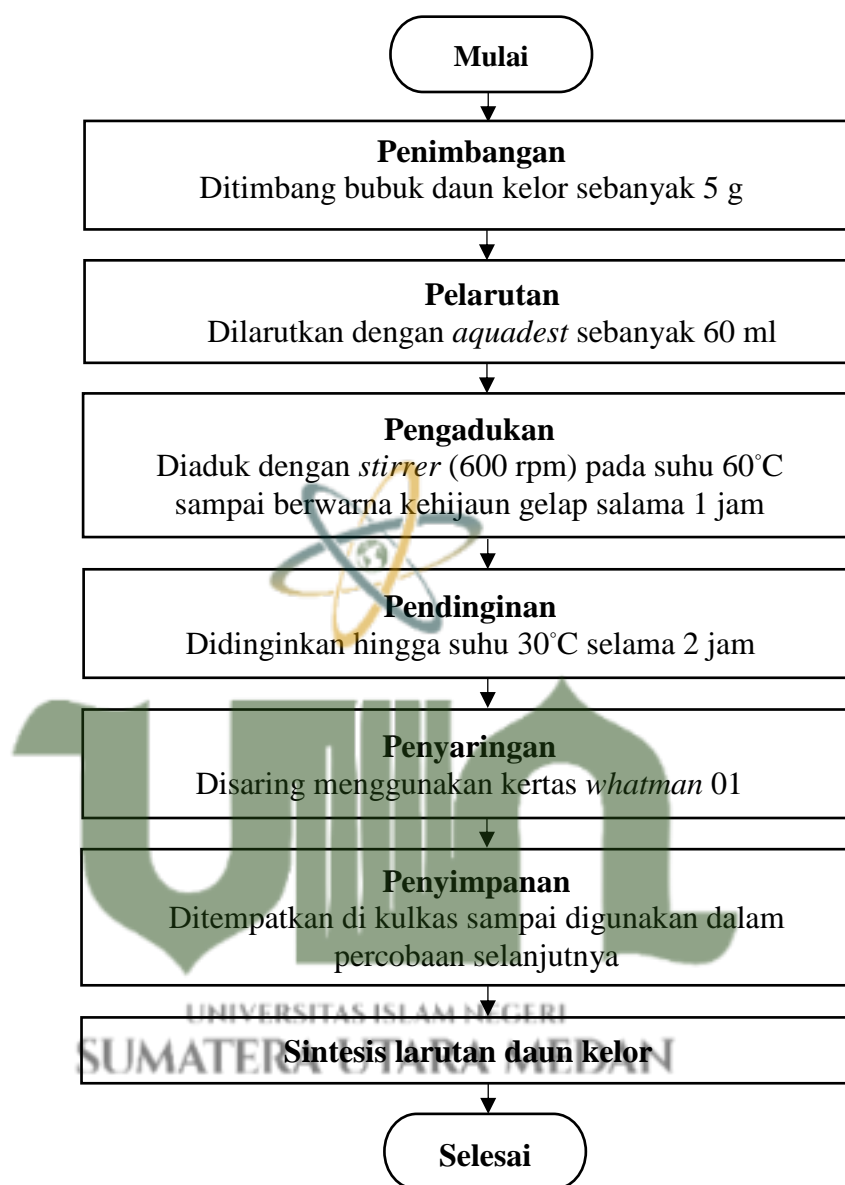 Mulai
Penimbangan
Ditimbang bubuk daun kelor sebanyak 5 g
Pelarutan
Dilarutkan dengan aquadest sebanyak 60 ml
Pengadukan
Diaduk dengan stirrer (600 rpm) pada suhu 60°C
sampai berwarna kehijaun gelap salama 1 jam
Pendinginan
Didinginkan hingga suhu 30°C selama 2 jam
Penyaringan
Disaring menggunakan kertas whatman 01
Penyimpanan
Ditempatkan di kulkas sampai digunakan dalam
percobaan selanjutnya
UNIVERSITAS ISLAM NEGERI
Sintesis larutan daun kelor
SUMATERA UTARA MEDAN
Selesai